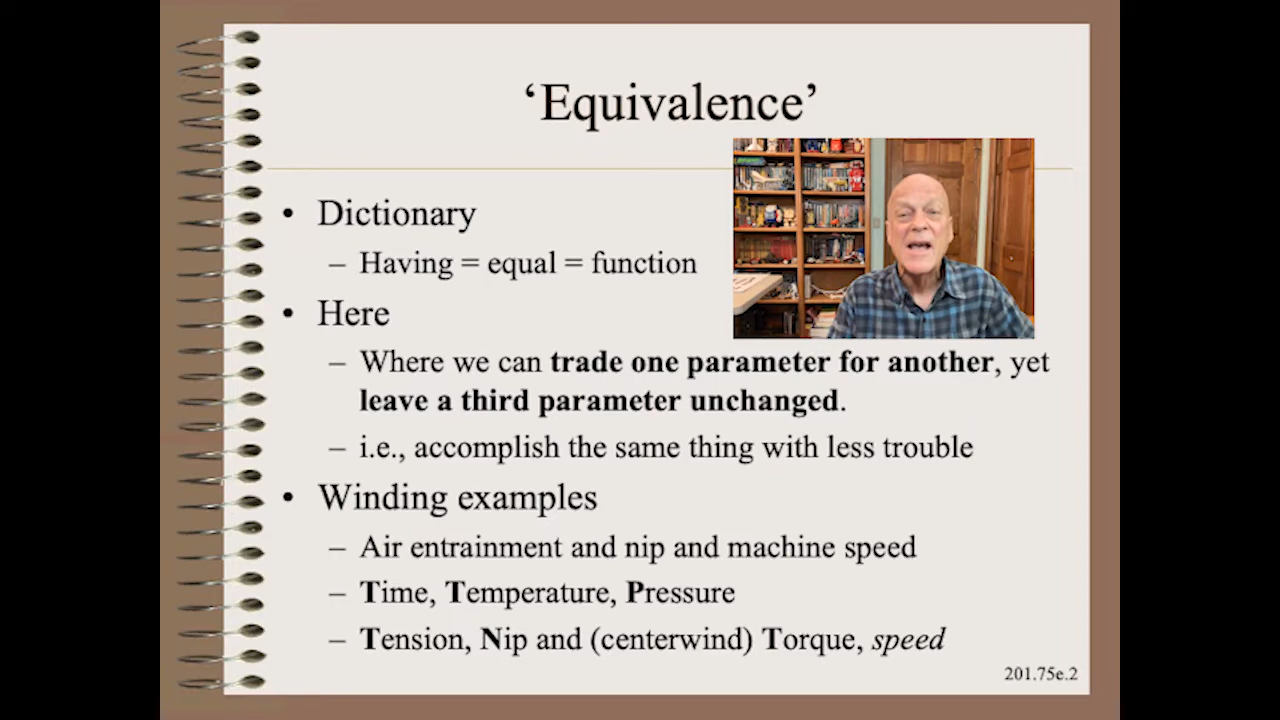 ‘Equivalence’
• Dictionary
– Having = equal = function
• Here
– Where we can trade one parameter for another, yet
leave a third parameter unchanged.
– i.e., accomplish the same thing with less trouble
• Winding examples
– Air entrainment and nip and machine speed
– Time, Temperature, Pressure
– Tension, Nip and (centerwind) Torque, speed
201.75e.2